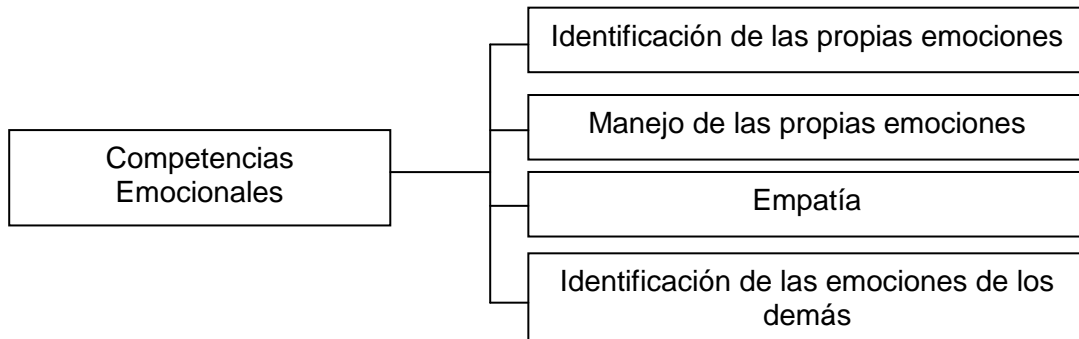 Competencias
Emocionales
Identificación de las propias emociones
Manejo de las propias emociones
Empatía
Identificación de las emociones de los
demás